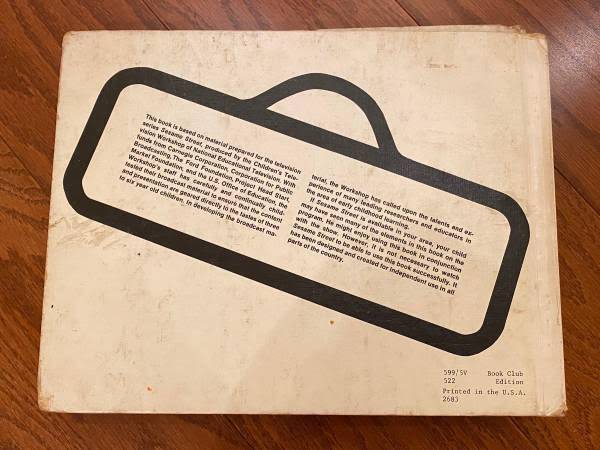 This book is based on material prepared for the television
series Sesame Street, produced by the Children's Tele-
vision Workshop of National Educational Television. With
funds from Carnegie Corporation, Corporation for Public
Broadcasting, The Ford Foundation, Project Head Start,
Market Foundation, and the U.S. Office of Education, the
Workshop's staff has carefully and continually child-
tested their broadcast material to ensure that the content
and presentation are geared directly to the tastes of three
to six year old children. In developing the broadcast ma-
terial, the Workshop has called upon the talents and ex-
perience of many leading researchers and educators in
the area of early childhood learning.
If Sesame Street is available in your area, your child
may have seen many of the elements in this book on the
program. He might enjoy using this book in conjunction
with the show. However, it is not necessary to watch
Sesame Street to be able to use this book successfully. It
has been designed and created for independent use in all
parts of the country.
599/5V Book Club
522 Edition
Printed in the U.S.A.
2683